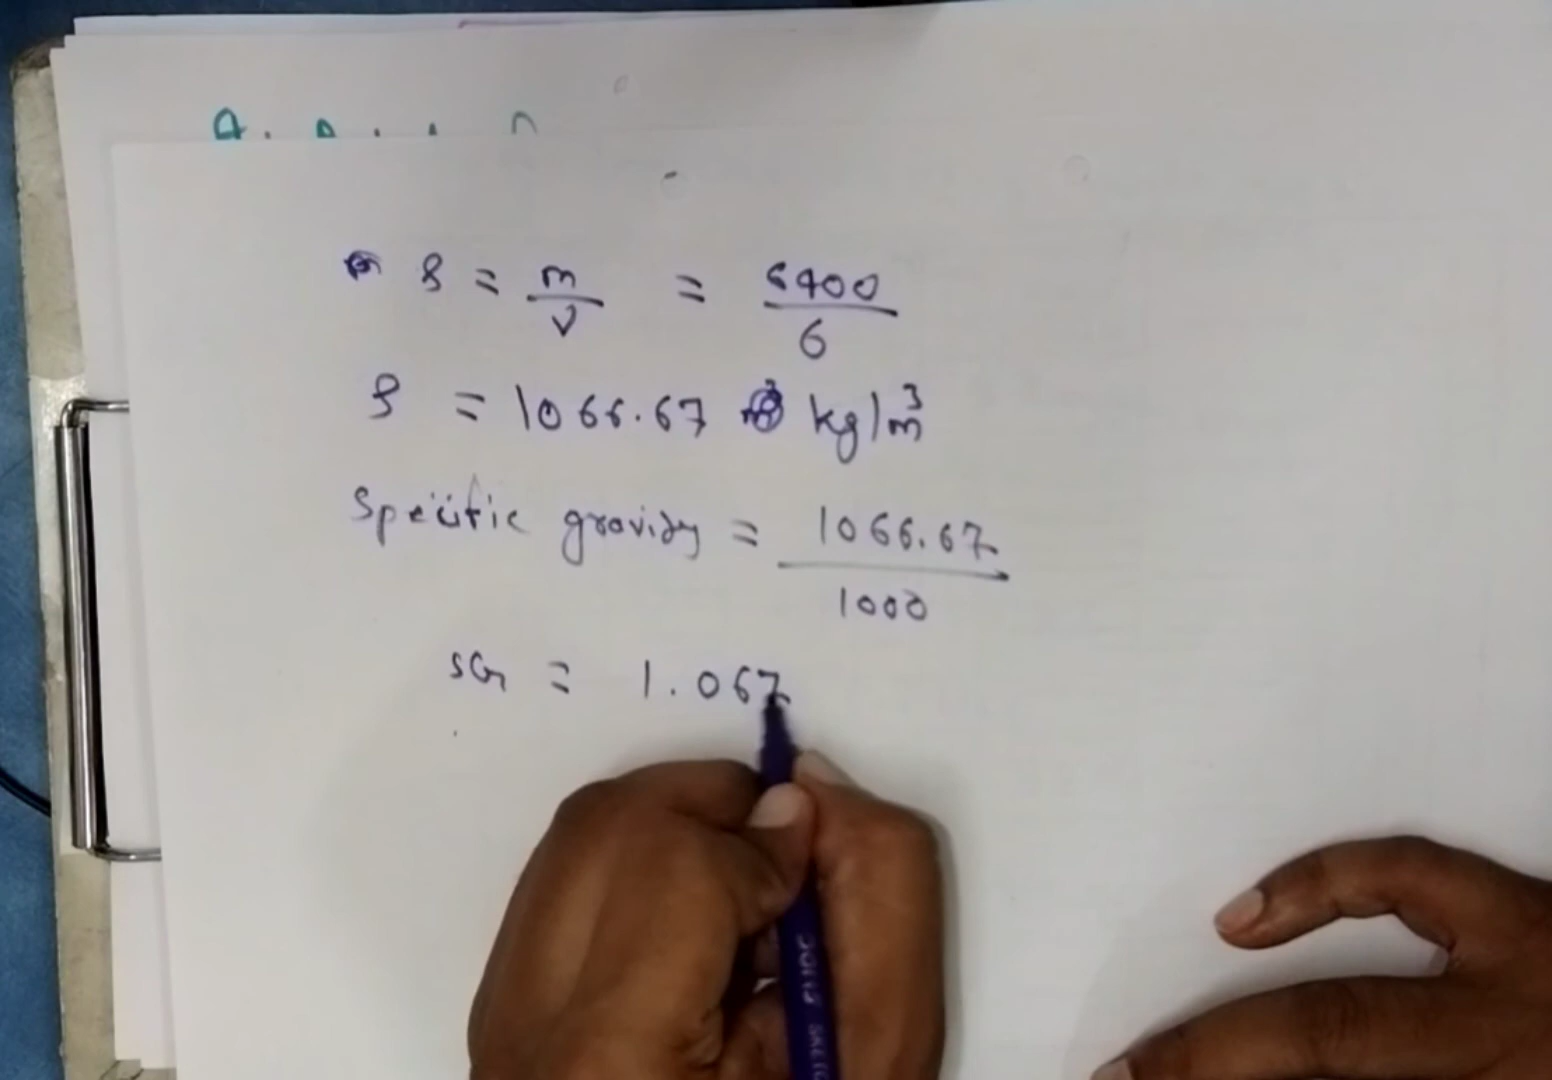 ρ = m/V = 6400/6
ρ = 1066.67 kg/m³
Specific gravity = 1066.67/1000
SG = 1.067